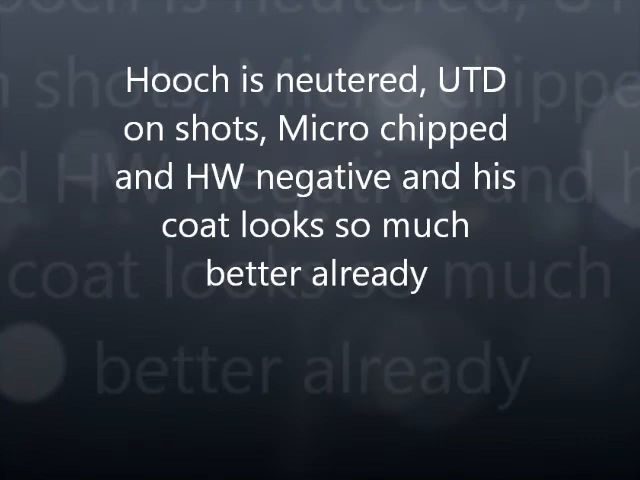 Hooch is neutered, UTD
on shots, Micro chipped
and HW negative and his
coat looks so much
better already